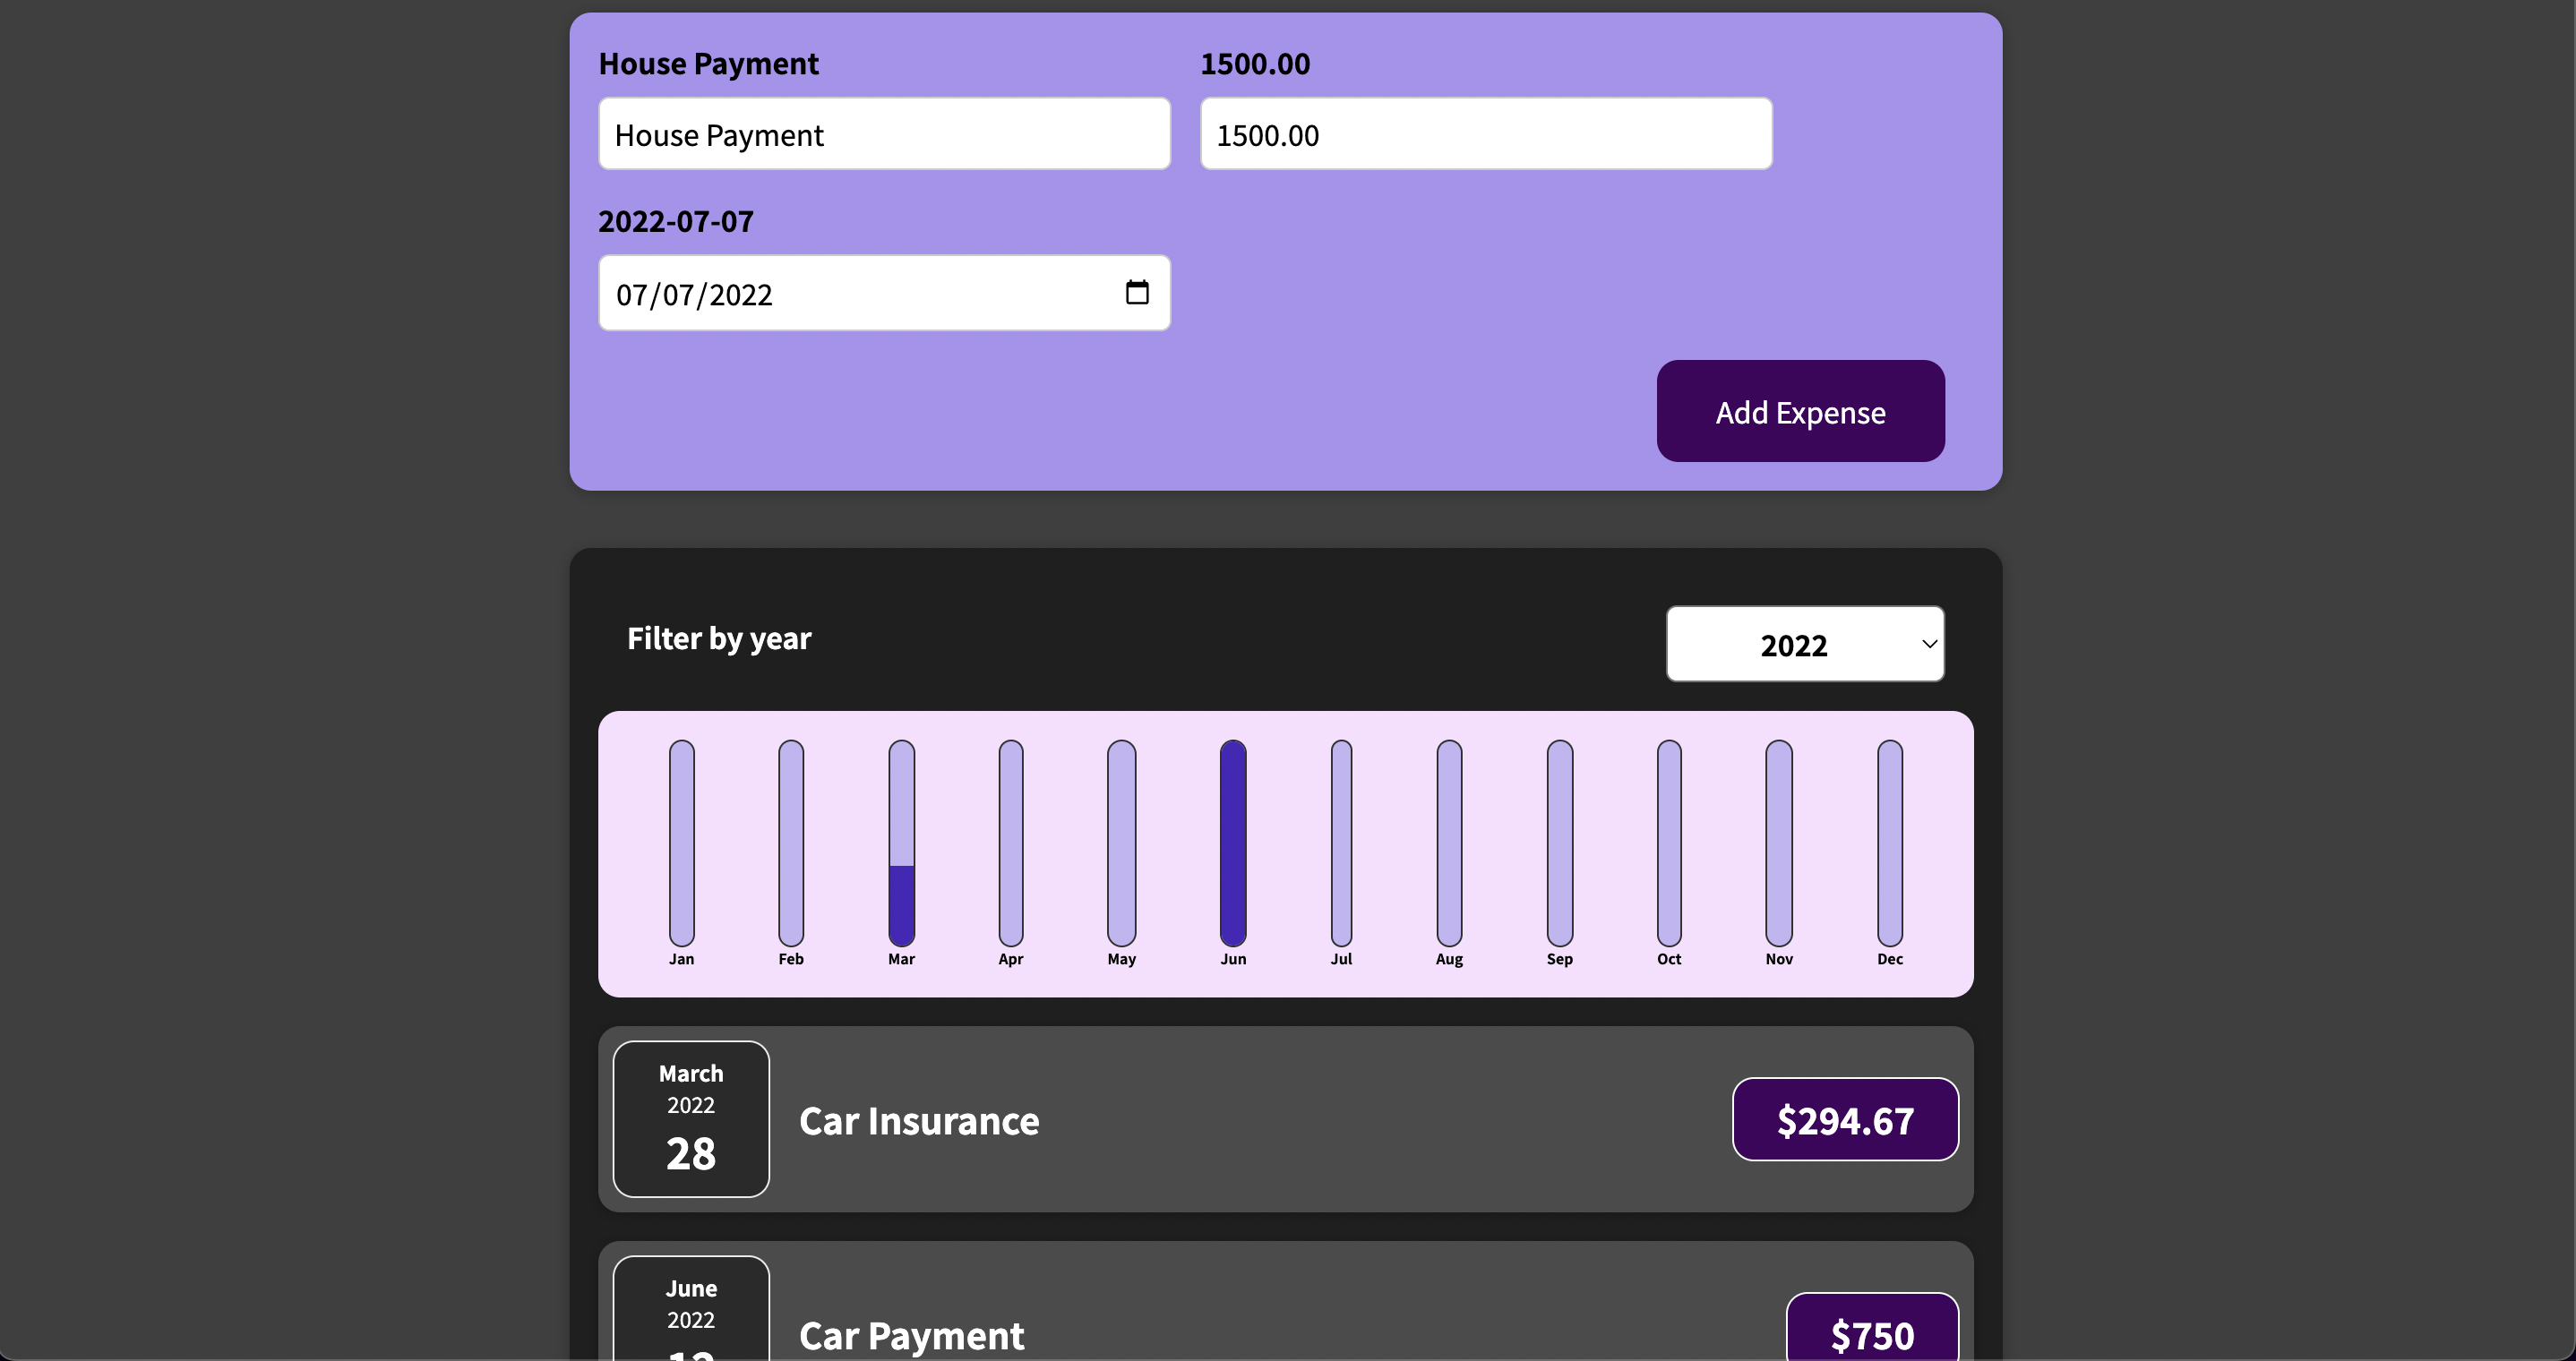 House Payment
1500.00
House Payment
1500.00
2022-07-07
07/07/2022
Add Expense
Filter by year
2022
Jan Feb Mar Apr May Jun Jul Aug Sep Oct Nov Dec
March
2022
28
Car Insurance
$294.67
June
2022
Car Payment
$750